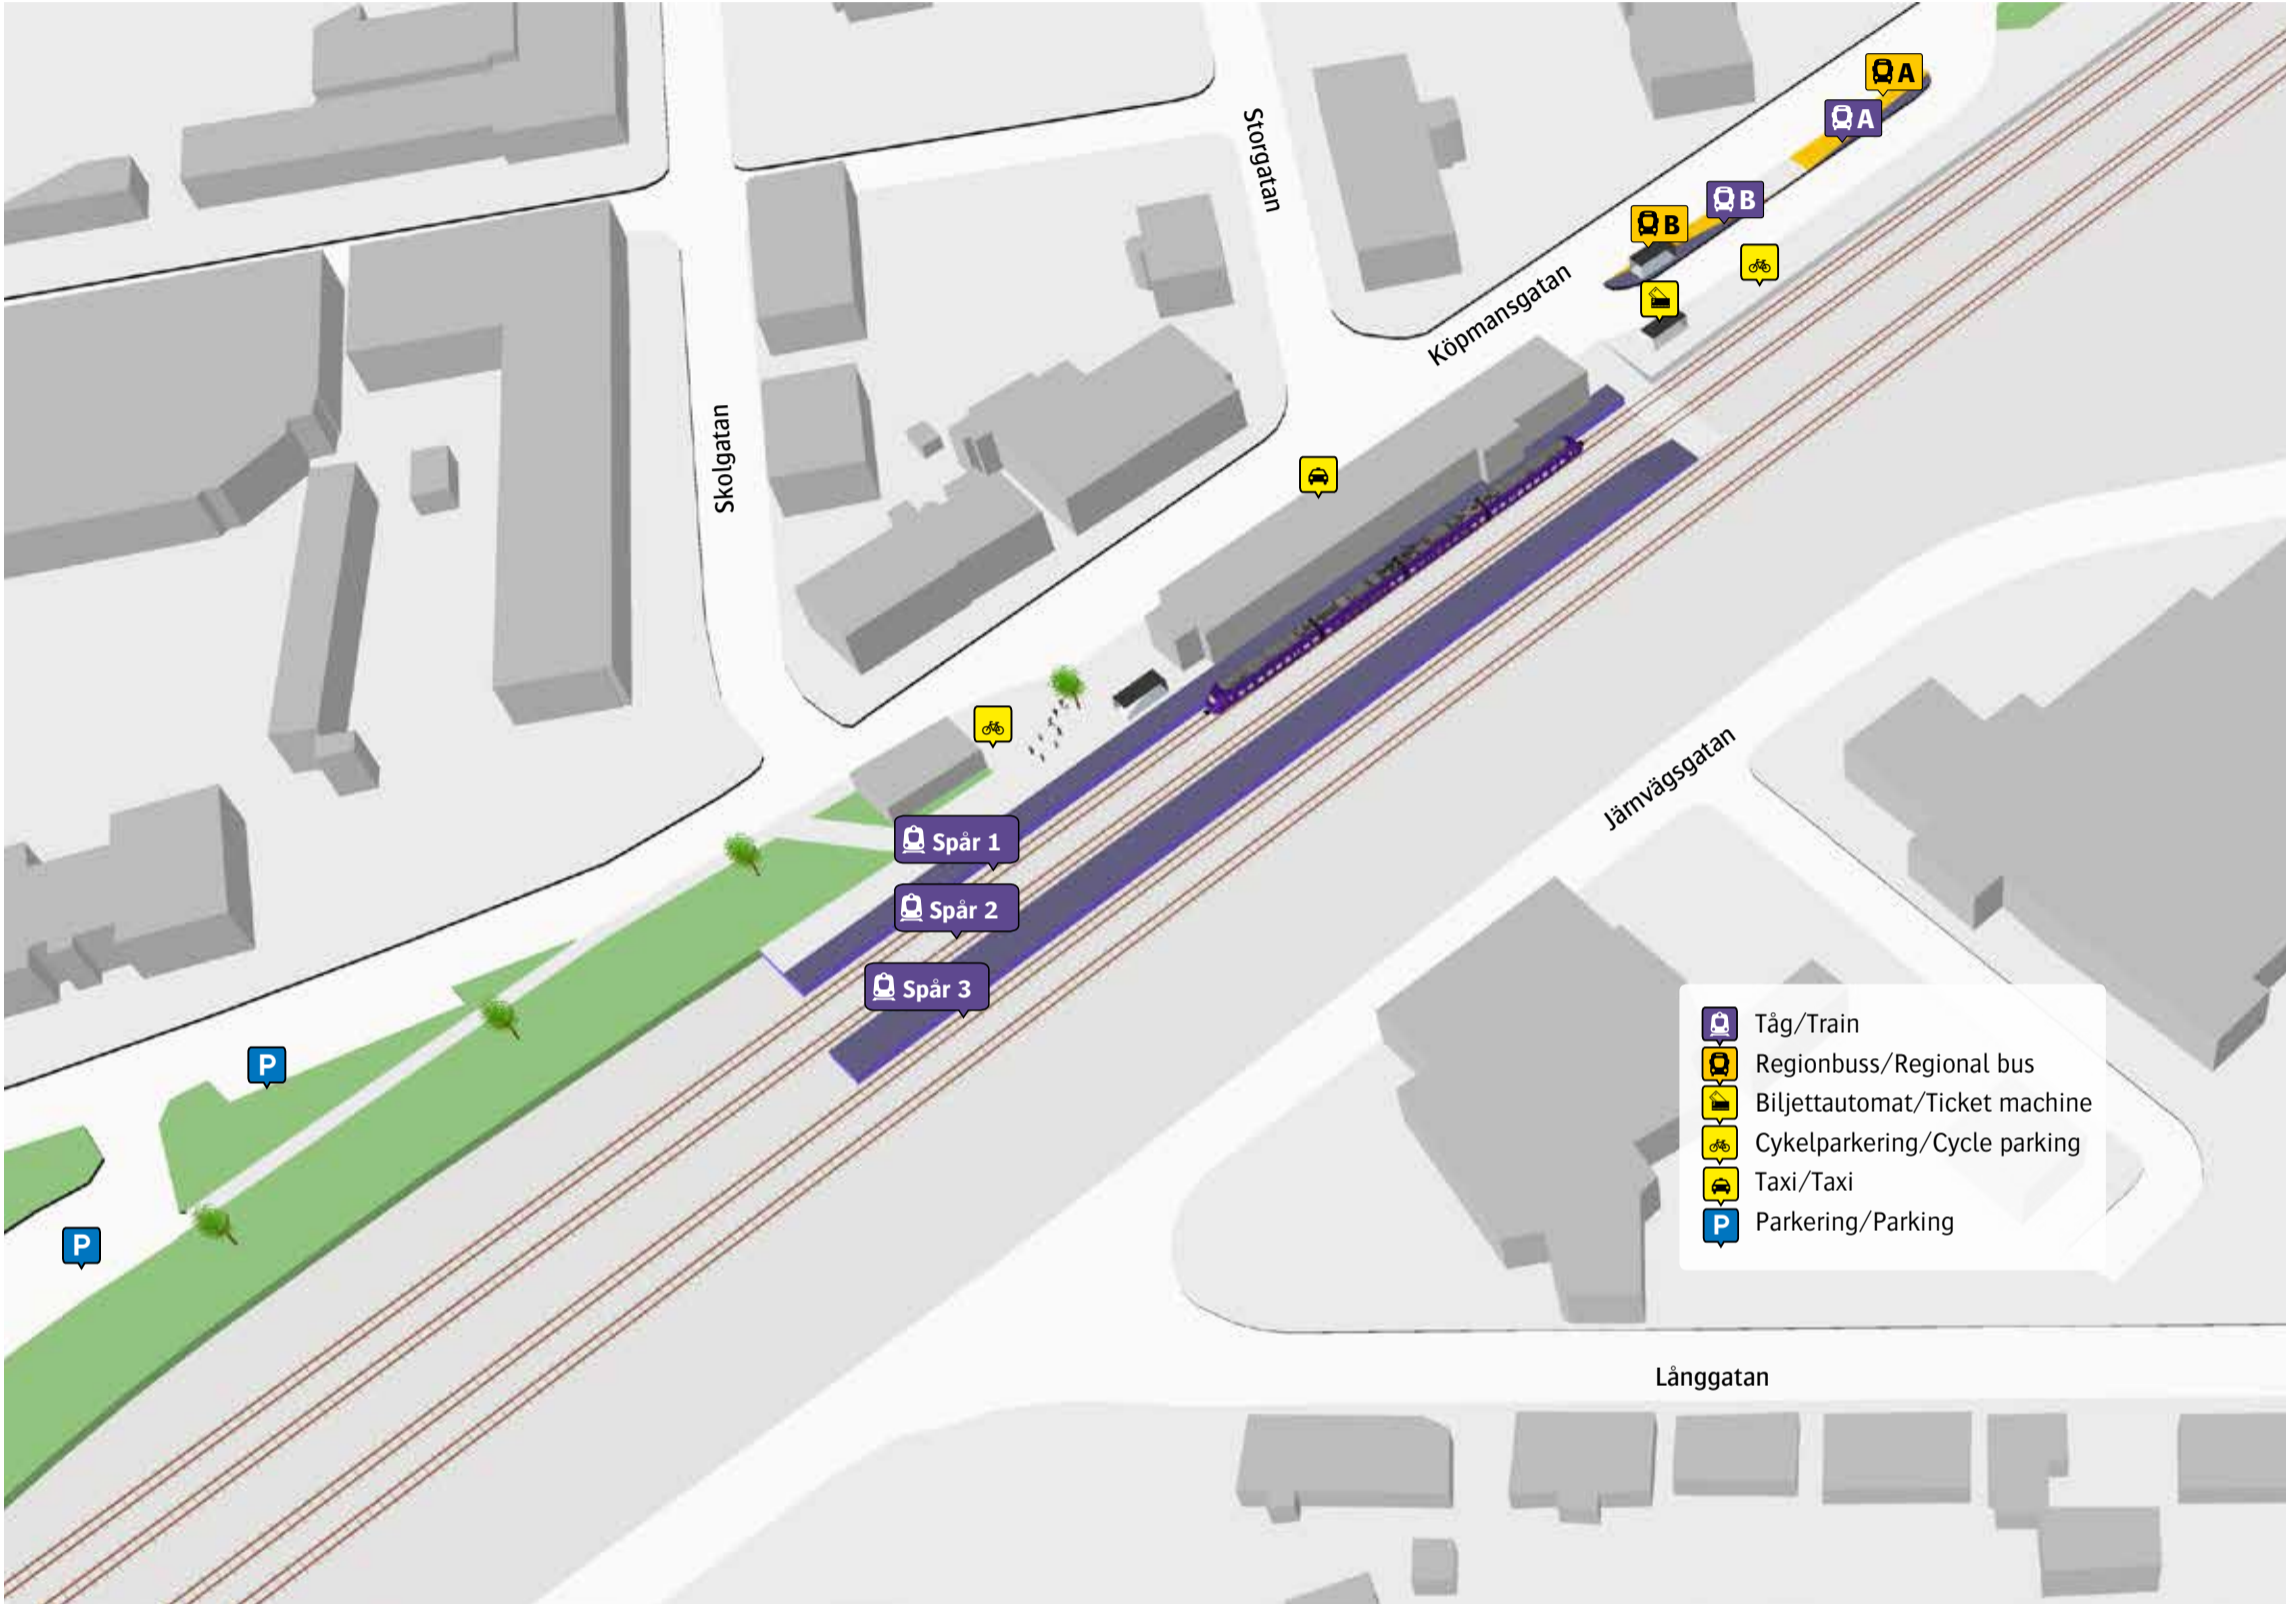 A
A
B
B
Storgatan
Köpmansgatan
Skolgatan
Järnvägsgatan
Spår 1
Spår 2
Spår 3
P
P
Tåg/Train
Regionbuss/Regional bus
Biljettautomat/Ticket machine
Cykelparkering/Cycle parking
Taxi/Taxi
P Parkering/Parking
Långgatan